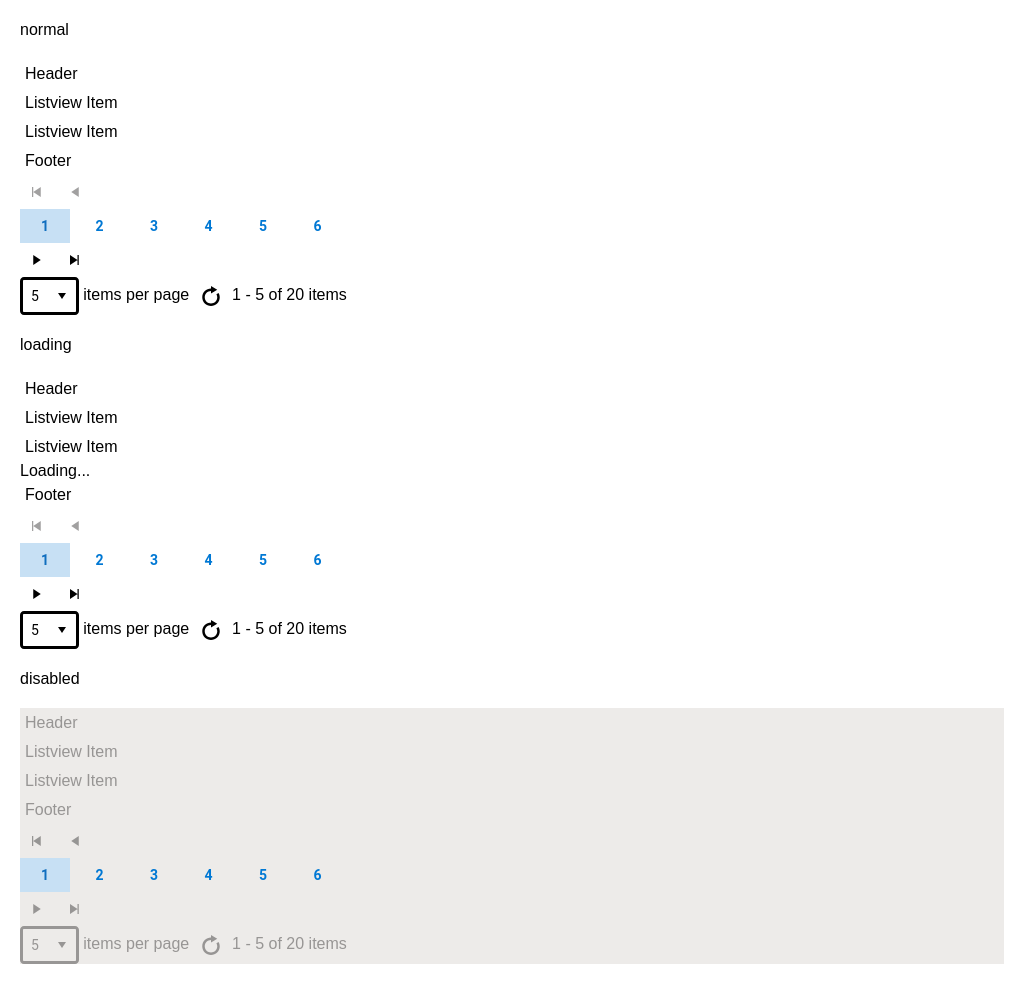 normal
Header
Listview Item
Listview Item
Footer
1 2 3 4 5 6
5 items per page 1 - 5 of 20 items
loading
Header
Listview Item
Listview Item
Loading...
Footer
1 2 3 4 5 6
5 items per page 1 - 5 of 20 items
disabled
Header
Listview Item
Listview Item
Footer
1 2 3 4 5 6
5 items per page 1 - 5 of 20 items